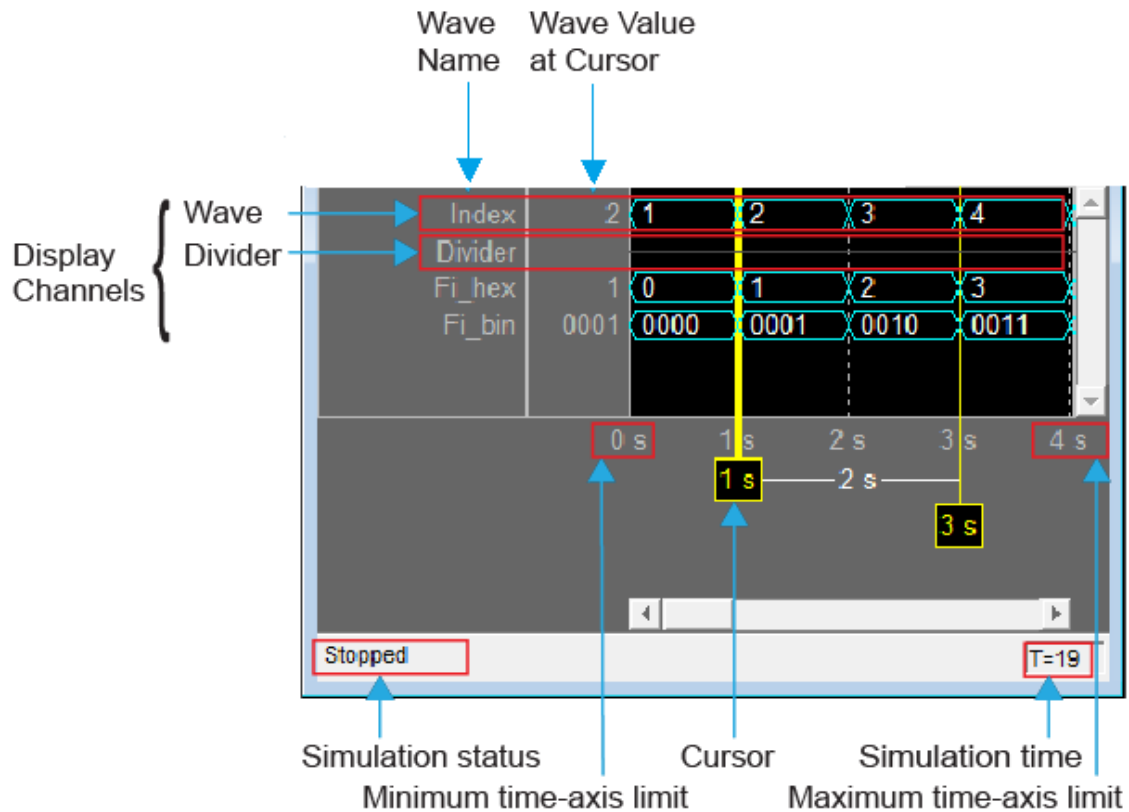 Wave Name
Wave Value at Cursor
Display Channels
Wave
Divider
Index 2 1 2 3 4
Divider
Fi_hex 1 0 1 2 3
Fi_bin 0001 0000 0001 0010 0011
0 s 1 s 2 s 3 s 4 s
1 s 2 s
3 s
Stopped T=19
Simulation status Cursor Simulation time
Minimum time-axis limit Maximum time-axis limit